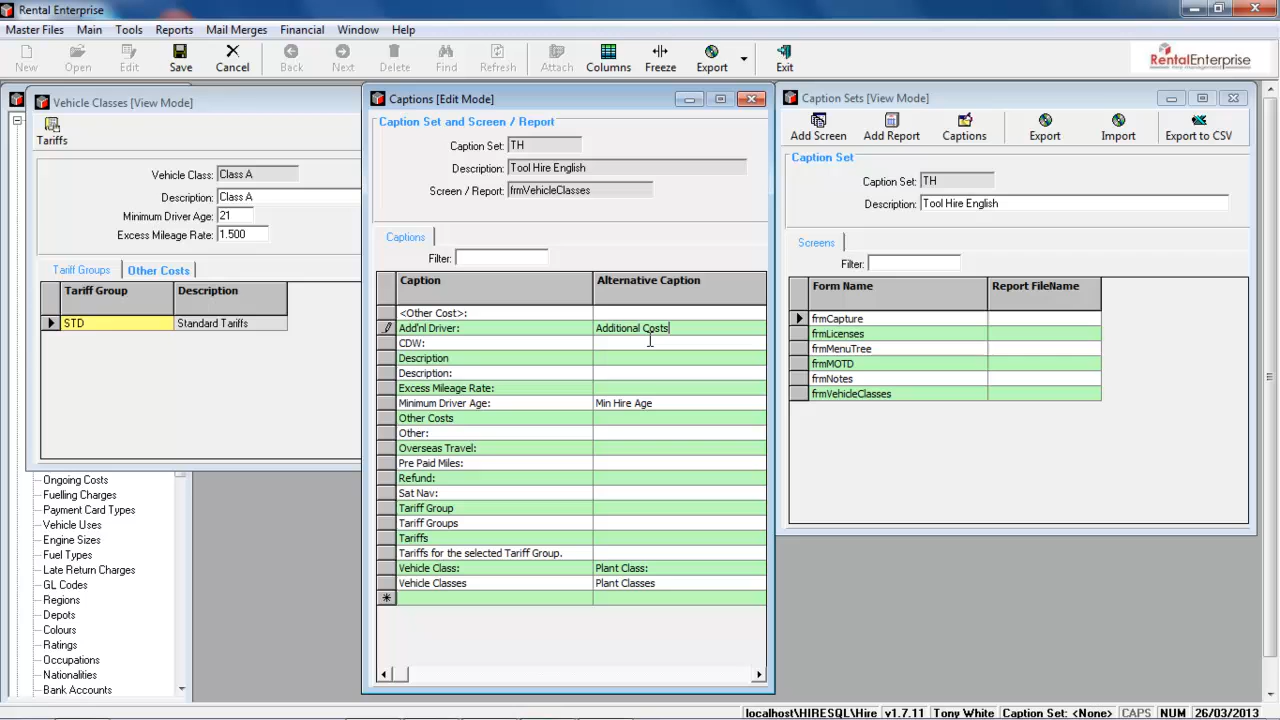 Rental Enterprise
Master Files Main Tools Reports Mail Merges Financial Window Help
New Open Edit Save Cancel Back Next Delete Find Refresh Attach Columns Freeze Export Exit
RentalEnterprise
Vehicle Classes [View Mode]
Tariffs
Vehicle Class: Class A
Description: Class A
Minimum Driver Age: 21
Excess Mileage Rate: 1.500
Tariff Groups Other Costs
Tariff Group Description
STD Standard Tariffs
Ongoing Costs
Fuelling Charges
Payment Card Types
Vehicle Uses
Engine Sizes
Fuel Types
Late Return Charges
GL Codes
Regions
Depots
Colours
Ratings
Occupations
Nationalities
Bank Accounts
Captions [Edit Mode]
Caption Set and Screen / Report
Caption Set: TH
Description: Tool Hire English
Screen / Report: frmVehicleClasses
Captions
Filter:
Caption Alternative Caption
<Other Cost>:
Add'nl Driver: Additional Costs
CDW:
Description
Description:
Excess Mileage Rate:
Minimum Driver Age: Min Hire Age
Other Costs
Other:
Overseas Travel:
Pre Paid Miles:
Refund:
Sat Nav:
Tariff Group
Tariff Groups
Tariffs
Tariffs for the selected Tariff Group.
Vehicle Class: Plant Class:
Vehicle Classes Plant Classes
Caption Sets [View Mode]
Add Screen Add Report Captions Export Import Export to CSV
Caption Set
Caption Set: TH
Description: Tool Hire English
Screens
Filter:
Form Name Report FileName
frmCapture
frmLicenses
frmMenuTree
frmMOTD
frmNotes
frmVehicleClasses
localhost\HIRESQL\Hire v1.7.11 Tony White Caption Set: <None> CAPS NUM 26/03/2013